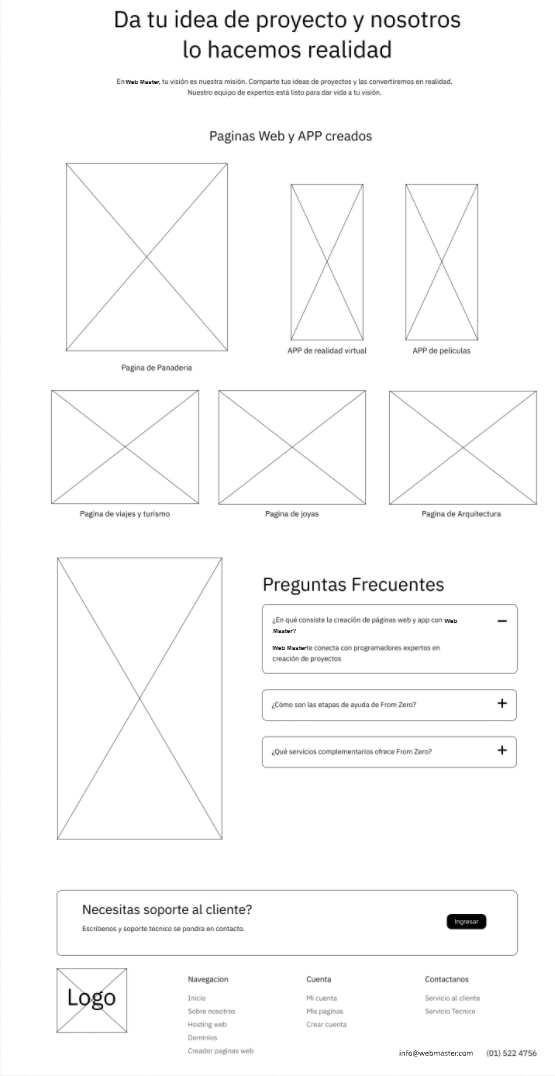 Da tu idea de proyecto y nosotros
lo hacemos realidad
En Web Master, tu visión es nuestra misión. Comparte tus ideas de proyectos y las convertiremos en realidad.
Nuestro equipo de expertos está listo para dar vida a tu visión.
Paginas Web y APP creados
APP de realidad virtual
APP de peliculas
Pagina de Panaderia
Pagina de viajes y turismo
Pagina de joyas
Pagina de Arquitectura
Preguntas Frecuentes
¿En qué consiste la creación de páginas web y app con Web
Master?
Web Master te conecta con programadores expertos en
creación de proyectos
¿Cómo son las etapas de ayuda de From Zero?
¿Qué servicios complementarios ofrece From Zero?
Necesitas soporte al cliente?
Escribenos y soporte tecnico se pondra en contacto.
Ingresar
Logo
Navegacion
Inicio
Sobre nosotros
Hosting web
Dominios
Creador paginas web
Cuenta
Mi cuenta
Mis paginas
Crear cuenta
Contactanos
Servicio al cliente
Servicio Tecnico
info@webmaster.com
(01) 522 4756